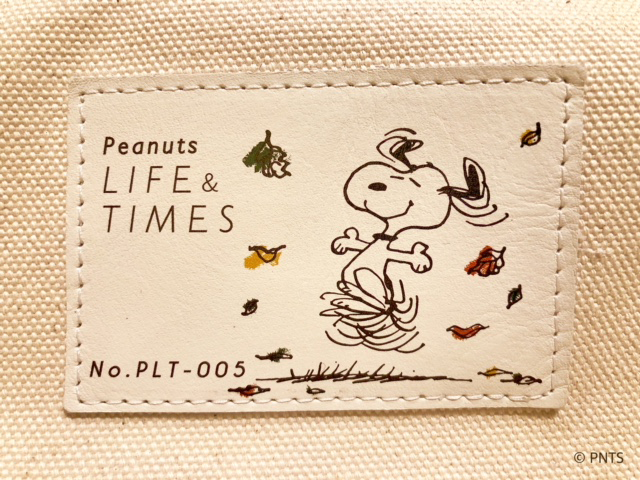 Peanuts
LIFE &
TIMES
No.PLT-005
© PNTS